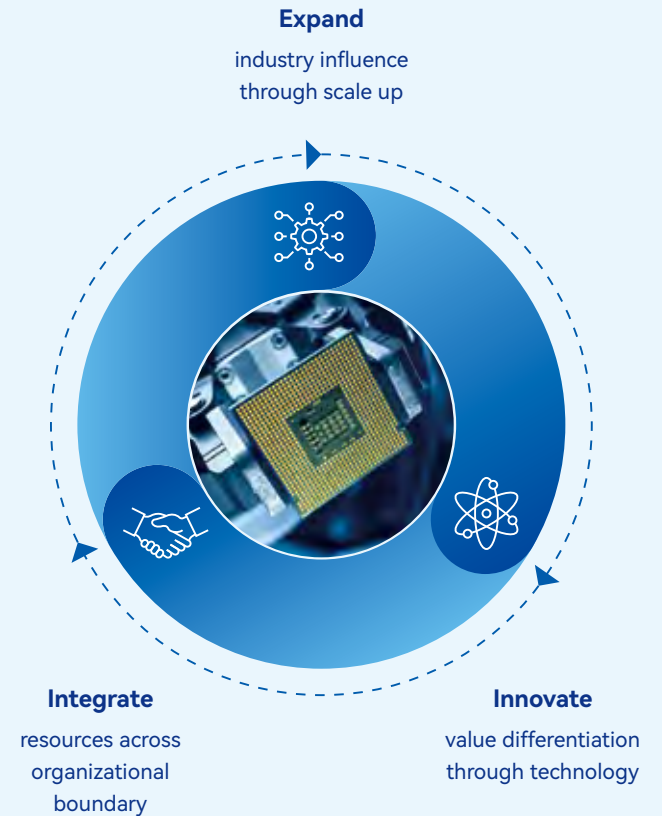 Expand
industry influence
through scale up
Integrate
resources across
organizational
boundary
Innovate
value differentiation
through technology